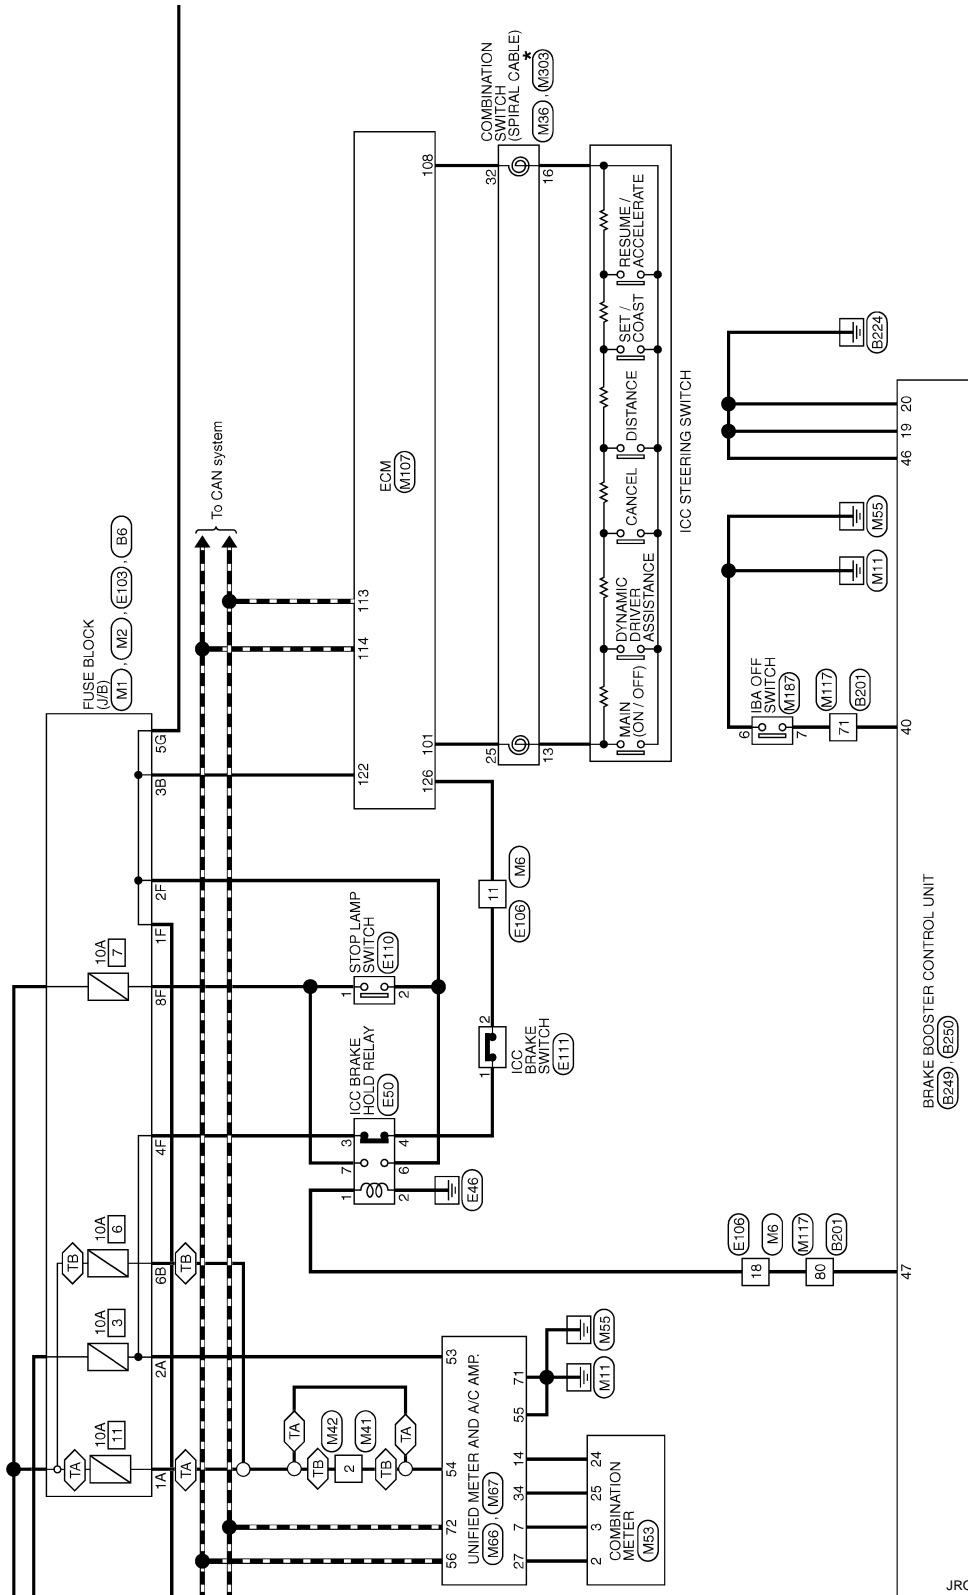 COMBINATION
SWITCH
(SPIRAL CABLE)
*
M36 , M303
108
32
16
RESUME /
ACCELERATE
SET /
COAST
DISTANCE
CANCEL
DYNAMIC
DRIVER
ASSISTANCE
MAIN
(ON / OFF)
ICC STEERING SWITCH
ECM
M107
To CAN system
113
114
101
25
13
122
126
FUSE BLOCK
(J/B)
M1 , M2 , E103 , B6
5G
3B
2F
1F
8F
4F
6B
2A
1A
10A
7
10A
6
10A
3
10A
11
TB
TB
TA
TA
STOP LAMP
SWITCH
E110
1
2
ICC BRAKE
HOLD RELAY
E50
3
4
7
6
1
2
E46
11
M6
E106
2
1
ICC
BRAKE
SWITCH
E111
B224
20
19
46
M55
M11
IBA OFF
SWITCH
M187
6
7
M117
71
B201
40
BRAKE BOOSTER CONTROL UNIT
B249 , B250
E106
18
M6
M117
80
B201
47
TA
TB
M42
2
M41
TB
TA
53
54
72
56
UNIFIED METER AND A/C AMP.
M66 , M67
71
55
14
34
7
27
M55
M11
24
25
3
2
COMBINATION
METER
M53
JRC